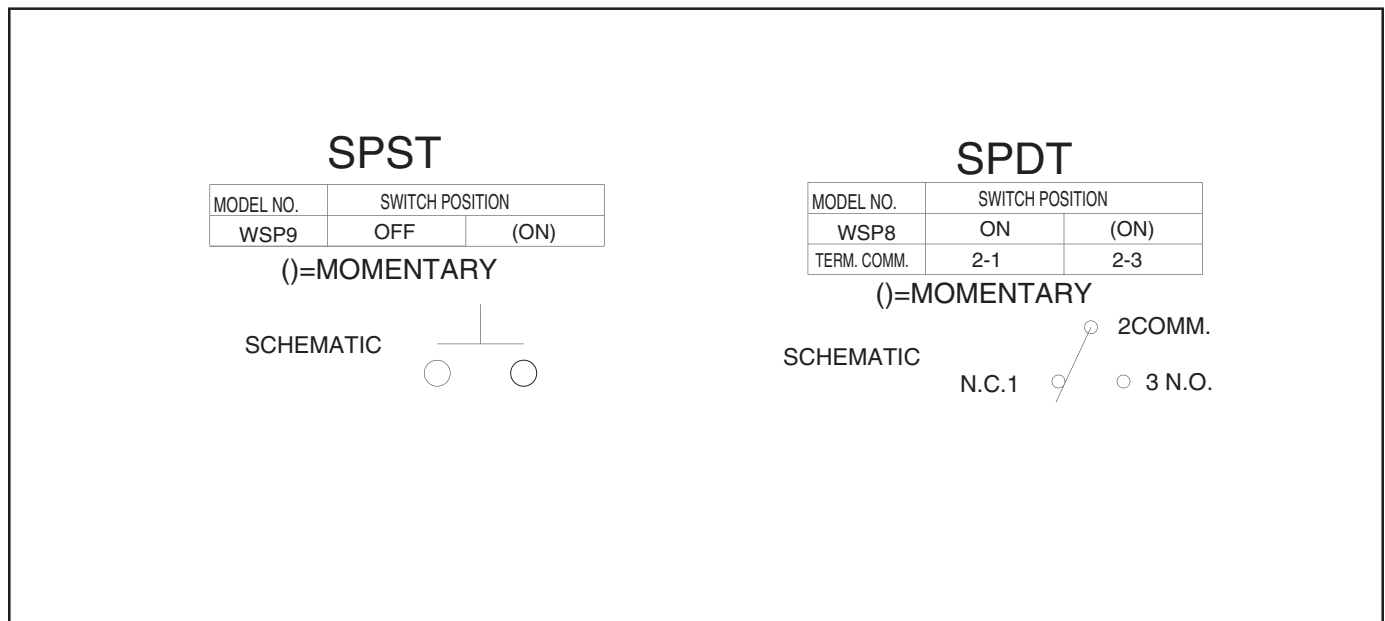 SPST
MODEL NO. SWITCH POSITION
WSP9 OFF (ON)
()=MOMENTARY
SCHEMATIC
SPDT
MODEL NO. SWITCH POSITION
WSP8 ON (ON)
TERM. COMM. 2-1 2-3
()=MOMENTARY
2COMM.
SCHEMATIC
N.C.1 3 N.O.